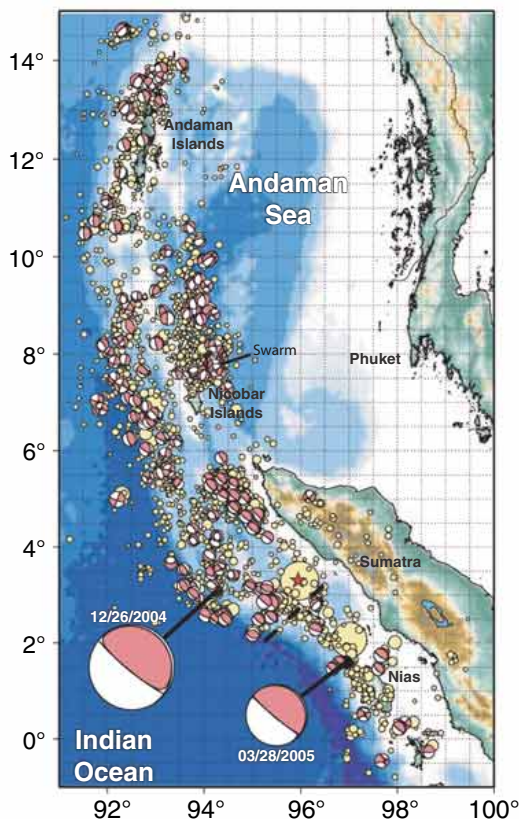 14°
12°
10°
8°
6°
4°
2°
0°
Andaman
Islands
Andaman
Sea
Swarm
Phuket
Nicobar
Islands
Sumatra
12/26/2004
Nias
03/28/2005
Indian
Ocean
92°
94°
96°
98°
100°